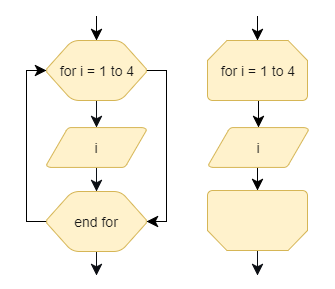 for i = 1 to 4
i
end for
for i = 1 to 4
i